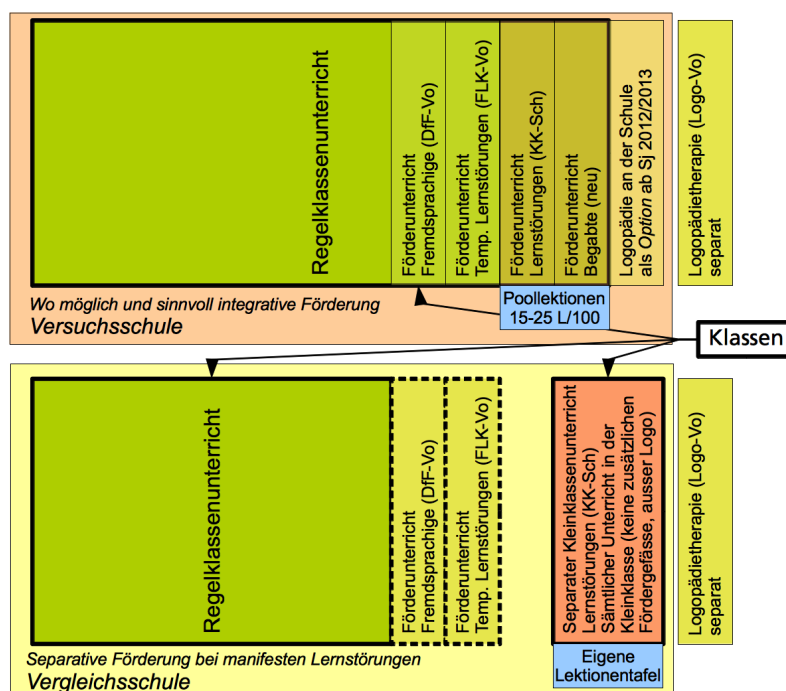 Regelklassenunterricht
Förderunterricht
Fremdsprachige (DfF-Vo)
Förderunterricht
Temp. Lernstörungen (FLK-Vo)
Förderunterricht
Lernstörungen (KK-Sch)
Förderunterricht
Begabte (neu)
Logopädie an der Schule
als Option ab Sj 2012/2013
Logopädietherapie (Logo-Vo)
separat
Wo möglich und sinnvoll integrative Förderung
Versuchsschule
Poollektionen
15-25 L/100
Klassen
Regelklassenunterricht
Förderunterricht
Fremdsprachige (DfF-Vo)
Förderunterricht
Temp. Lernstörungen (FLK-Vo)
Separater Kleinklassenunterricht
Lernstörungen (KK-Sch)
Sämtlicher Unterricht in der
Kleinklasse (keine zusätzlichen
Fördergefässe, ausser Logo)
Logopädietherapie (Logo-Vo)
separat
Separative Förderung bei manifesten Lernstörungen
Vergleichsschule
Eigene
Lektionentafel